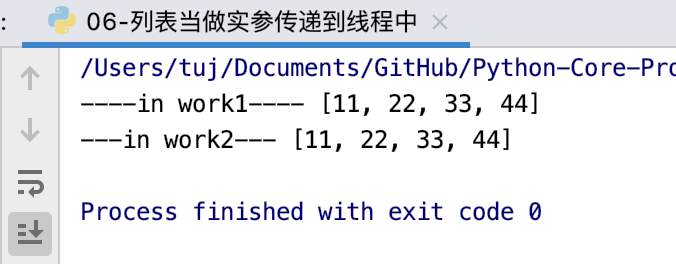 : 06-列表当做实参传递到线程中
/Users/tuj/Documents/GitHub/Python-Core-Pro
----in work1---- [11, 22, 33, 44]
---in work2--- [11, 22, 33, 44]
Process finished with exit code 0